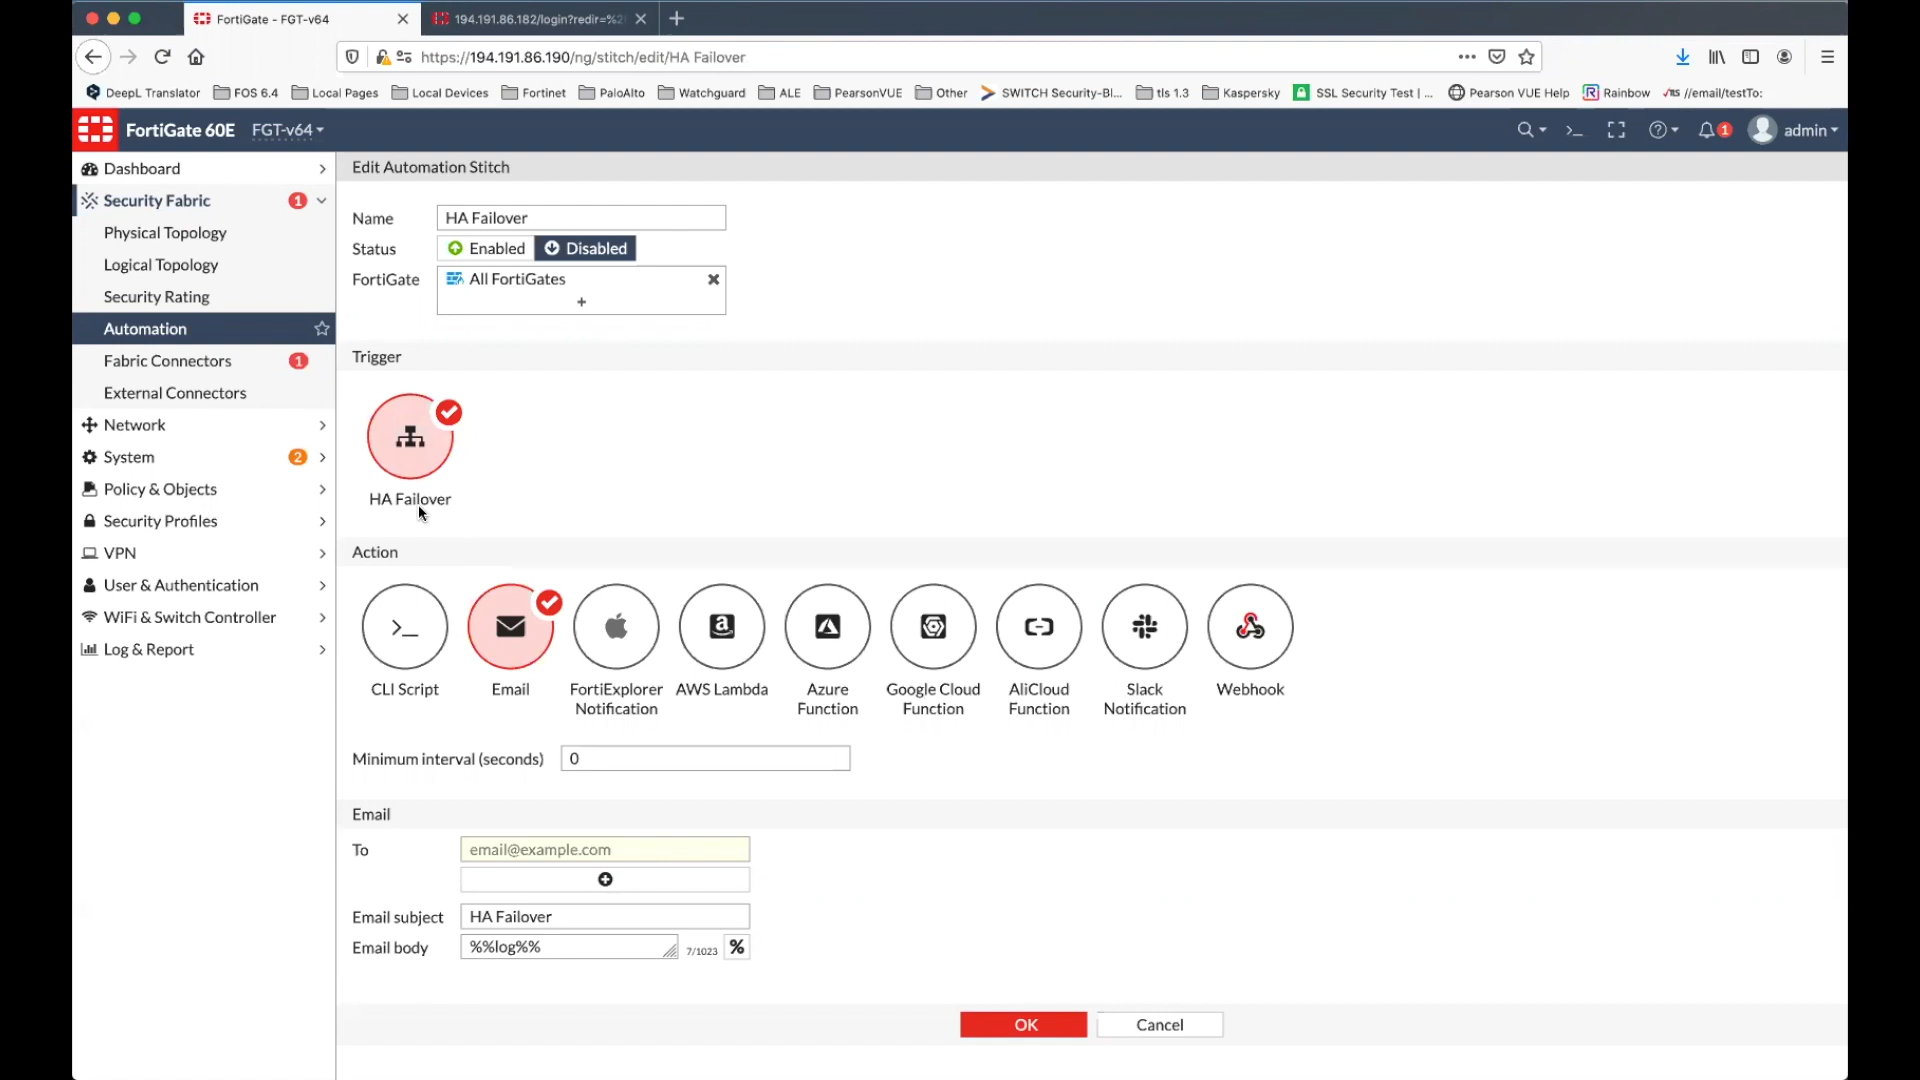 FortiGate - FGT-v64
194.191.86.182/login?redir=%2
https://194.191.86.190/ng/stitch/edit/HA Failover
DeepL Translator FOS 6.4 Local Pages Local Devices Fortinet PaloAlto Watchguard ALE PearsonVUE Other SWITCH Security-Bl... tls 1.3 Kaspersky SSL Security Test | ... Pearson VUE Help Rainbow //email/testTo:
FortiGate 60E FGT-v64 1 admin
Dashboard
Security Fabric 1
Physical Topology
Logical Topology
Security Rating
Automation
Fabric Connectors 1
External Connectors
Network
System 2
Policy & Objects
Security Profiles
VPN
User & Authentication
WiFi & Switch Controller
Log & Report
Edit Automation Stitch
Name HA Failover
Status Enabled Disabled
FortiGate All FortiGates
+
Trigger
HA Failover
Action
CLI Script
Email
FortiExplorer Notification
AWS Lambda
Azure Function
Google Cloud Function
AliCloud Function
Slack Notification
Webhook
Minimum interval (seconds) 0
Email
To email@example.com
Email subject HA Failover
Email body %%log%% 7/1023 %
OK Cancel